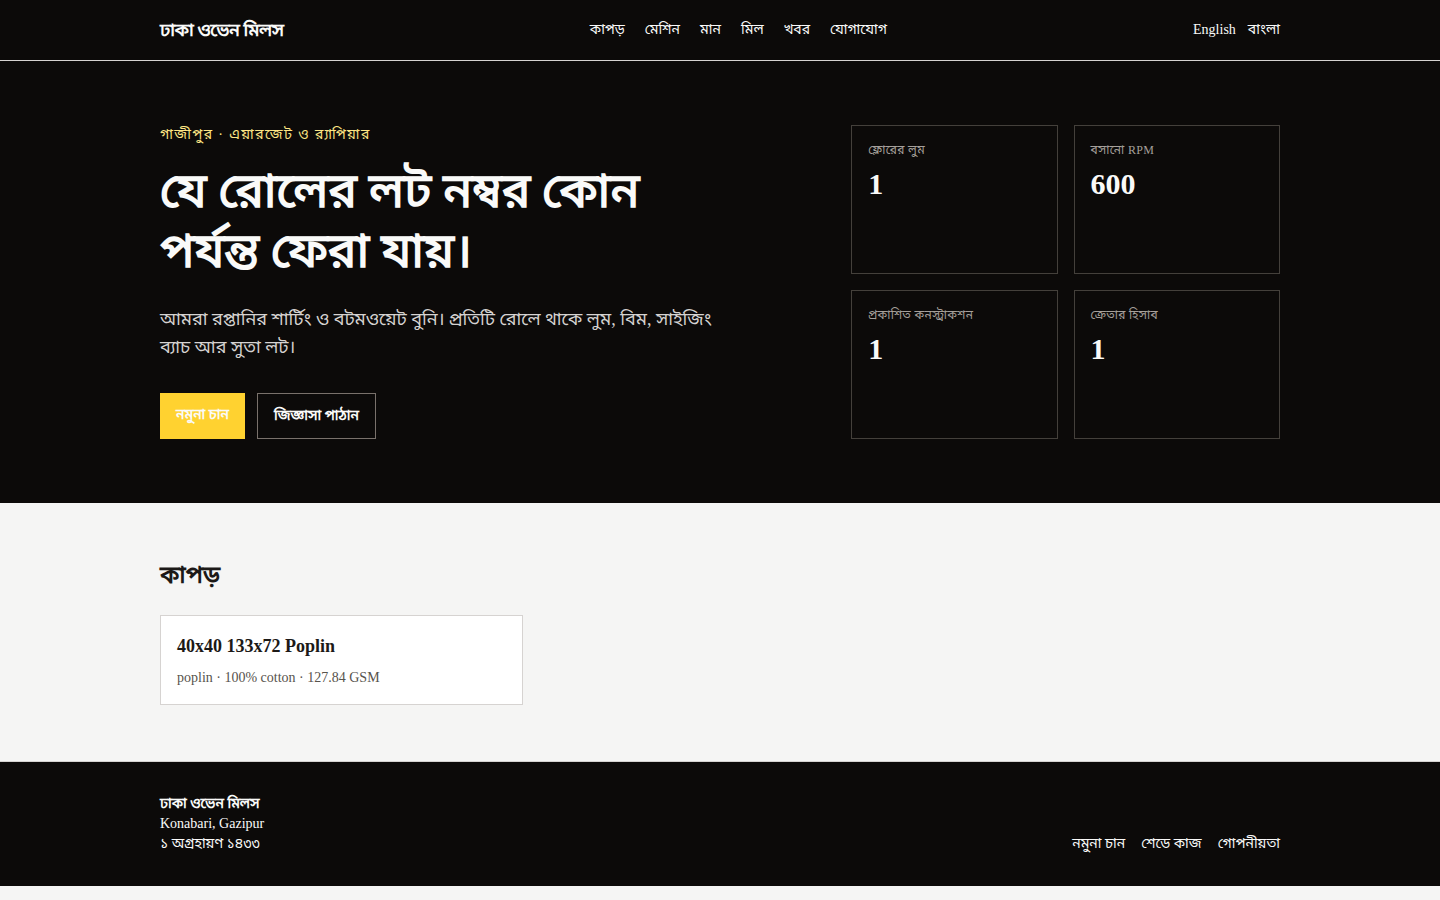 ঢাকা ওভেন মিলস
কাপড় মেশিন মান মিল খবর যোগাযোগ
English বাংলা
গাজীপুর · এয়ারজেট ও র‍্যাপিয়ার
যে রোলের লট নম্বর কোন
পর্যন্ত ফেরা যায়।
আমরা রপ্তানির শার্টিং ও বটমওয়েট বুনি। প্রতিটি রোলে থাকে লুম, বিম, সাইজিং
ব্যাচ আর সুতা লট।
নমুনা চান
জিজ্ঞাসা পাঠান
ফ্লোরের লুম
1
বসানো RPM
600
প্রকাশিত কনস্ট্রাকশন
1
ক্রেতার হিসাব
1
কাপড়
40x40 133x72 Poplin
poplin · 100% cotton · 127.84 GSM
ঢাকা ওভেন মিলস
Konabari, Gazipur
১ অগ্রহায়ণ ১৪৩৩
নমুনা চান শেডে কাজ গোপনীয়তা